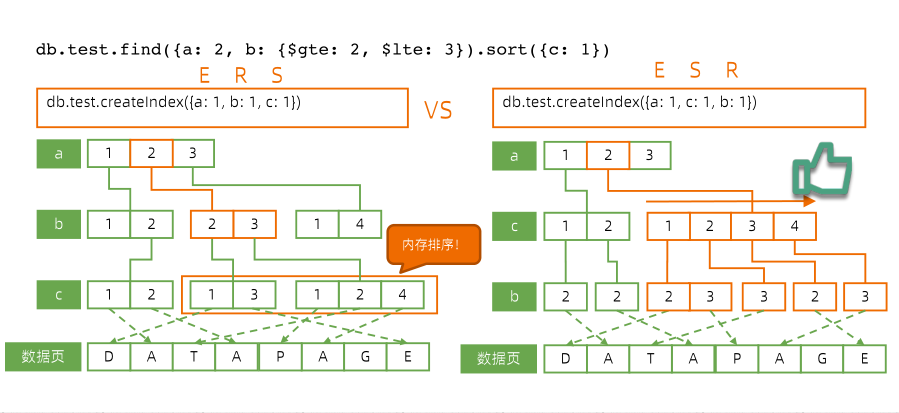 db.test.find({a: 2, b: {$gte: 2, $lte: 3}).sort({c: 1})
E R S
db.test.createIndex({a: 1, b: 1, c: 1})
a 1 2 3
b 1 2 2 3 1 4
内存排序!
c 1 2 1 3 1 2 4
数据页 D A T A P A G E
VS
E S R
db.test.createIndex({a: 1, c: 1, b: 1})
a 1 2 3
c 1 2 1 2 3 4
b 2 2 2 3 3 2 3
数据页 D A T A P A G E